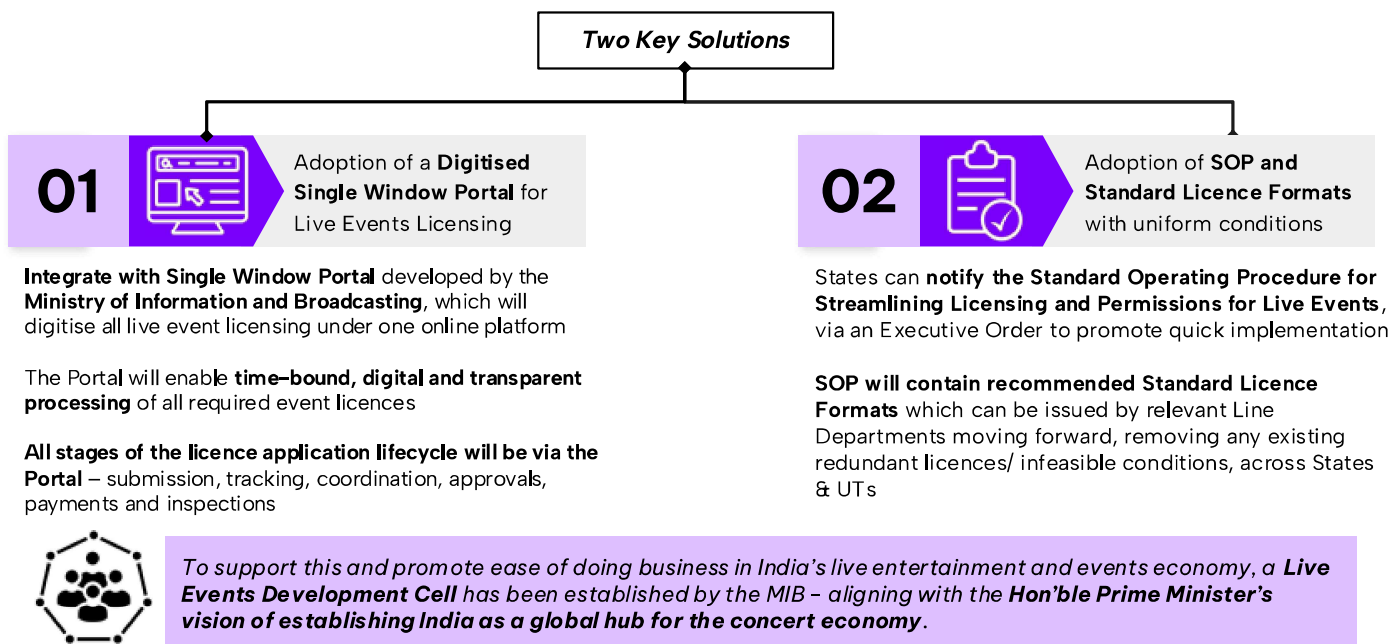 Two Key Solutions
01
Adoption of a Digitised
Single Window Portal for
Live Events Licensing
Integrate with Single Window Portal developed by the
Ministry of Information and Broadcasting, which will
digitise all live event licensing under one online platform
The Portal will enable time-bound, digital and transparent
processing of all required event licences
All stages of the licence application lifecycle will be via the
Portal – submission, tracking, coordination, approvals,
payments and inspections
02
Adoption of SOP and
Standard Licence Formats
with uniform conditions
States can notify the Standard Operating Procedure for
Streamlining Licensing and Permissions for Live Events,
via an Executive Order to promote quick implementation
SOP will contain recommended Standard Licence
Formats which can be issued by relevant Line
Departments moving forward, removing any existing
redundant licences/ infeasible conditions, across States
& UTs
To support this and promote ease of doing business in India's live entertainment and events economy, a Live
Events Development Cell has been established by the MIB - aligning with the Hon'ble Prime Minister's
vision of establishing India as a global hub for the concert economy.